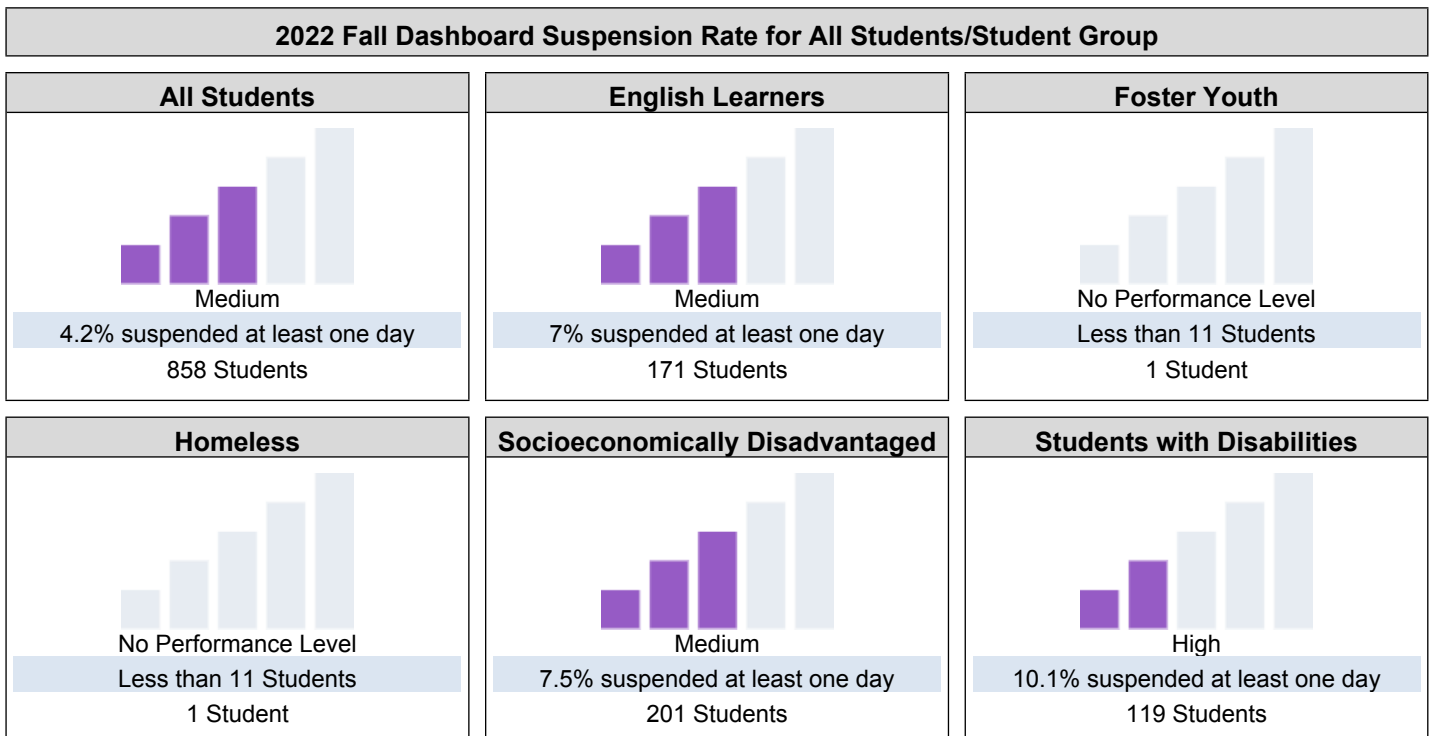 2022 Fall Dashboard Suspension Rate for All Students/Student Group
All Students
Medium
4.2% suspended at least one day
858 Students
English Learners
Medium
7% suspended at least one day
171 Students
Foster Youth
No Performance Level
Less than 11 Students
1 Student
Homeless
No Performance Level
Less than 11 Students
1 Student
Socioeconomically Disadvantaged
Medium
7.5% suspended at least one day
201 Students
Students with Disabilities
High
10.1% suspended at least one day
119 Students